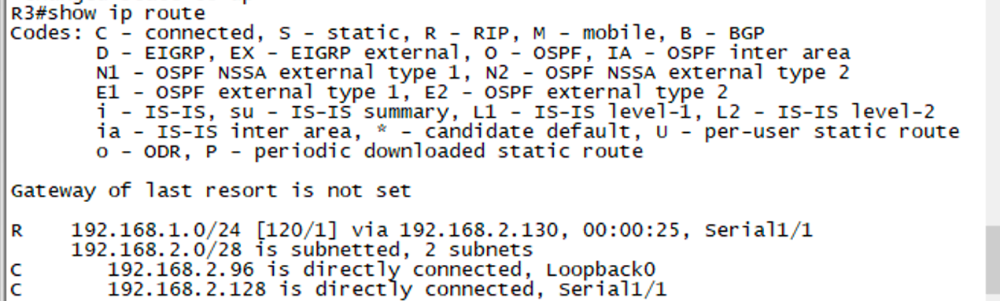 R3#show ip route
Codes: C - connected, S - static, R - RIP, M - mobile, B - BGP
       D - EIGRP, EX - EIGRP external, O - OSPF, IA - OSPF inter area
       N1 - OSPF NSSA external type 1, N2 - OSPF NSSA external type 2
       E1 - OSPF external type 1, E2 - OSPF external type 2
       i - IS-IS, su - IS-IS summary, L1 - IS-IS level-1, L2 - IS-IS level-2
       ia - IS-IS inter area, * - candidate default, U - per-user static route
       o - ODR, P - periodic downloaded static route
Gateway of last resort is not set
R    192.168.1.0/24 [120/1] via 192.168.2.130, 00:00:25, Serial1/1
     192.168.2.0/28 is subnetted, 2 subnets
C       192.168.2.96 is directly connected, Loopback0
C       192.168.2.128 is directly connected, Serial1/1